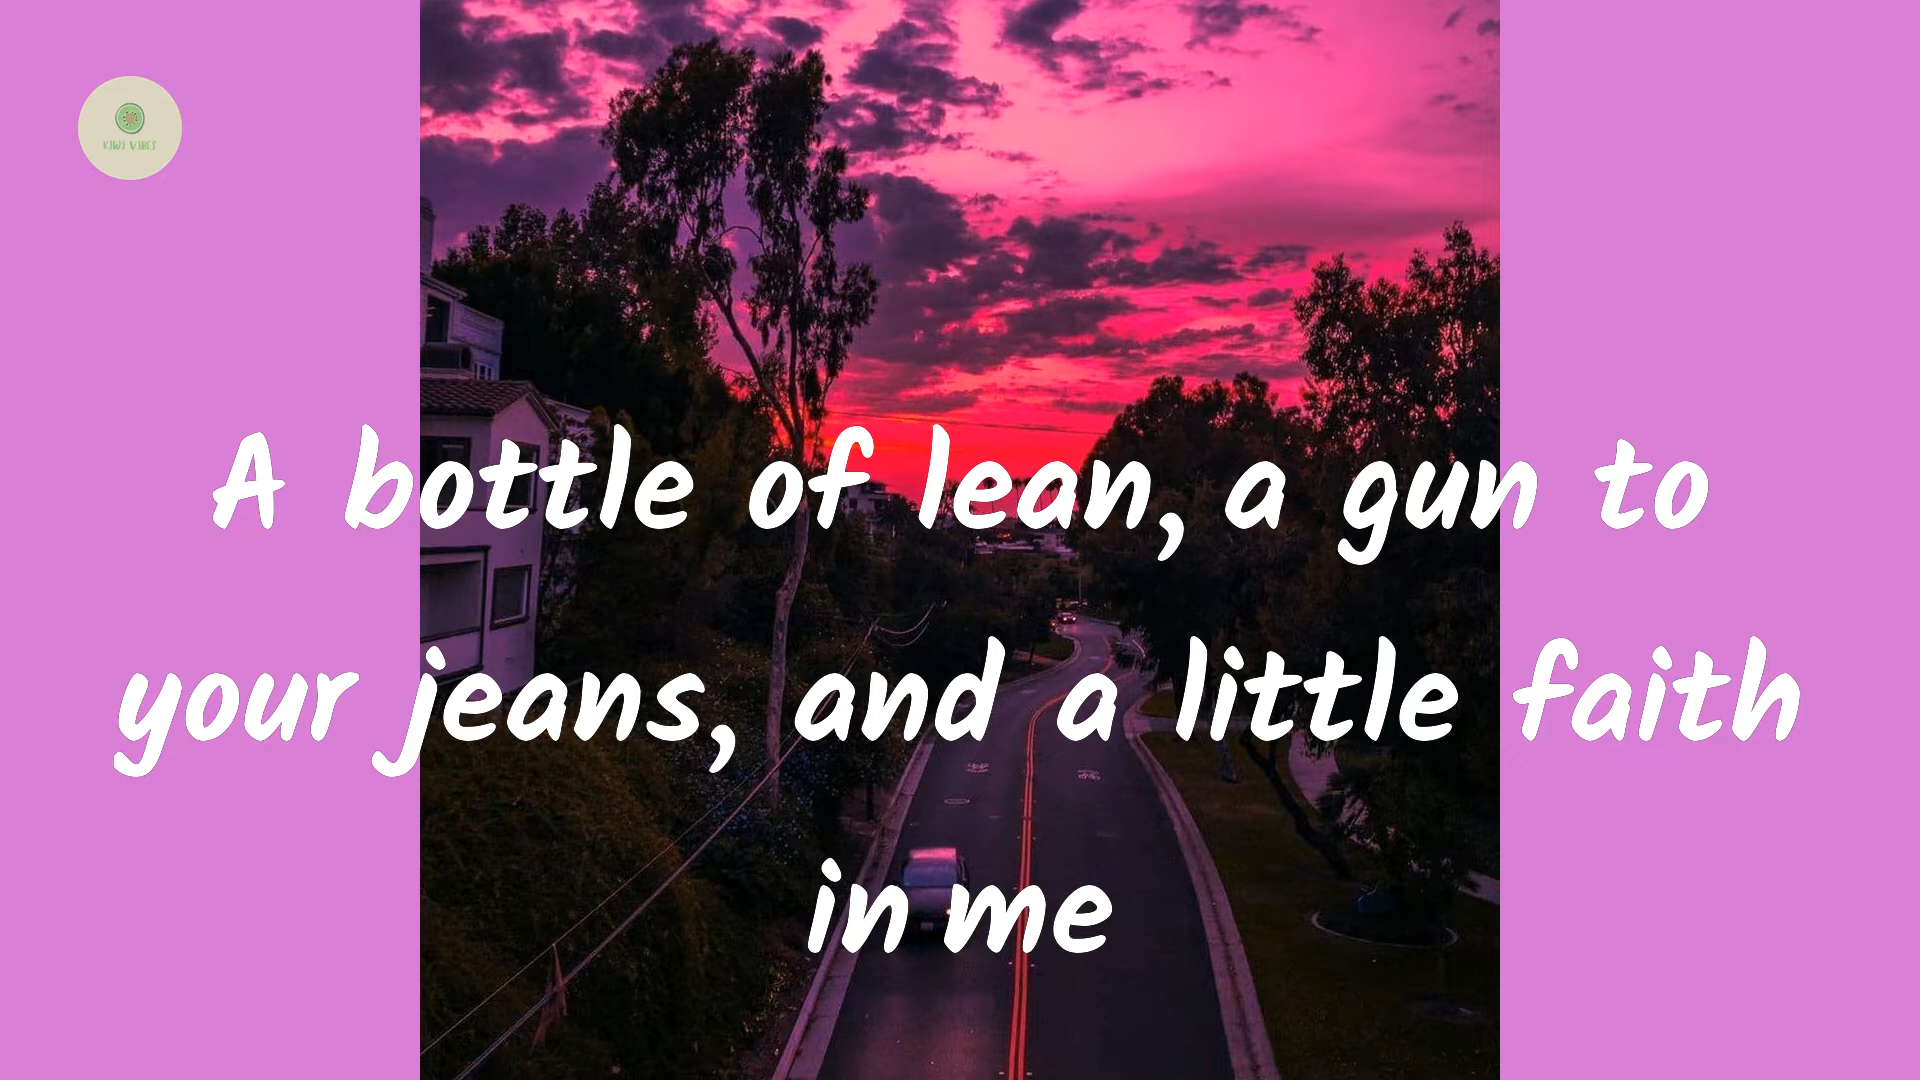 KIWI VIBES
A bottle of lean, a gun to
your jeans, and a little faith
in me